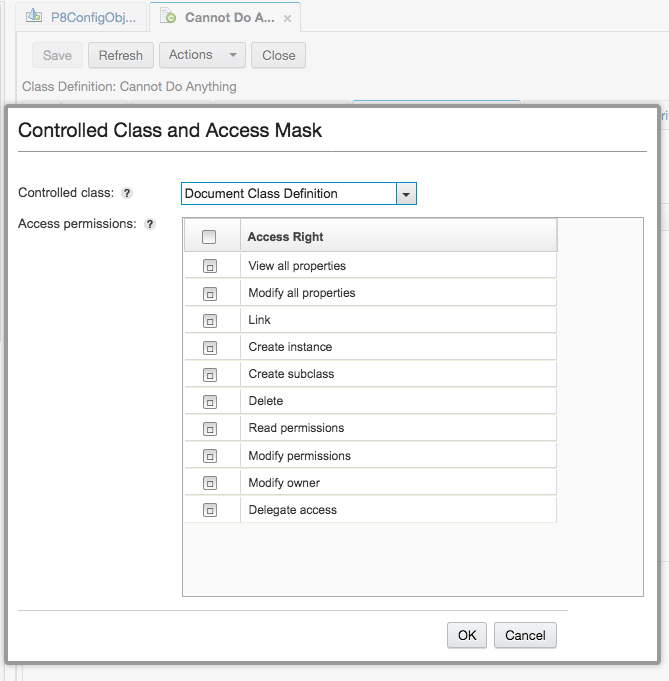 P8ConfigObj...
Cannot Do A...
Save
Refresh
Actions
Close
Class Definition: Cannot Do Anything
Controlled Class and Access Mask
Controlled class: ?
Document Class Definition
Access permissions: ?
Access Right
View all properties
Modify all properties
Link
Create instance
Create subclass
Delete
Read permissions
Modify permissions
Modify owner
Delegate access
OK
Cancel